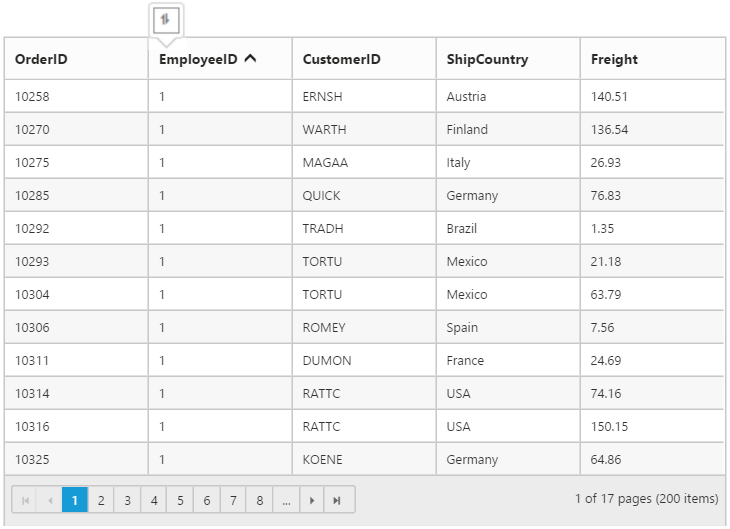 OrderID EmployeeID CustomerID ShipCountry Freight
10258 1 ERNSH Austria 140.51
10270 1 WARTH Finland 136.54
10275 1 MAGAA Italy 26.93
10285 1 QUICK Germany 76.83
10292 1 TRADH Brazil 1.35
10293 1 TORTU Mexico 21.18
10304 1 TORTU Mexico 63.79
10306 1 ROMEY Spain 7.56
10311 1 DUMON France 24.69
10314 1 RATTC USA 74.16
10316 1 RATTC USA 150.15
10325 1 KOENE Germany 64.86
1 2 3 4 5 6 7 8 ... 1 of 17 pages (200 items)